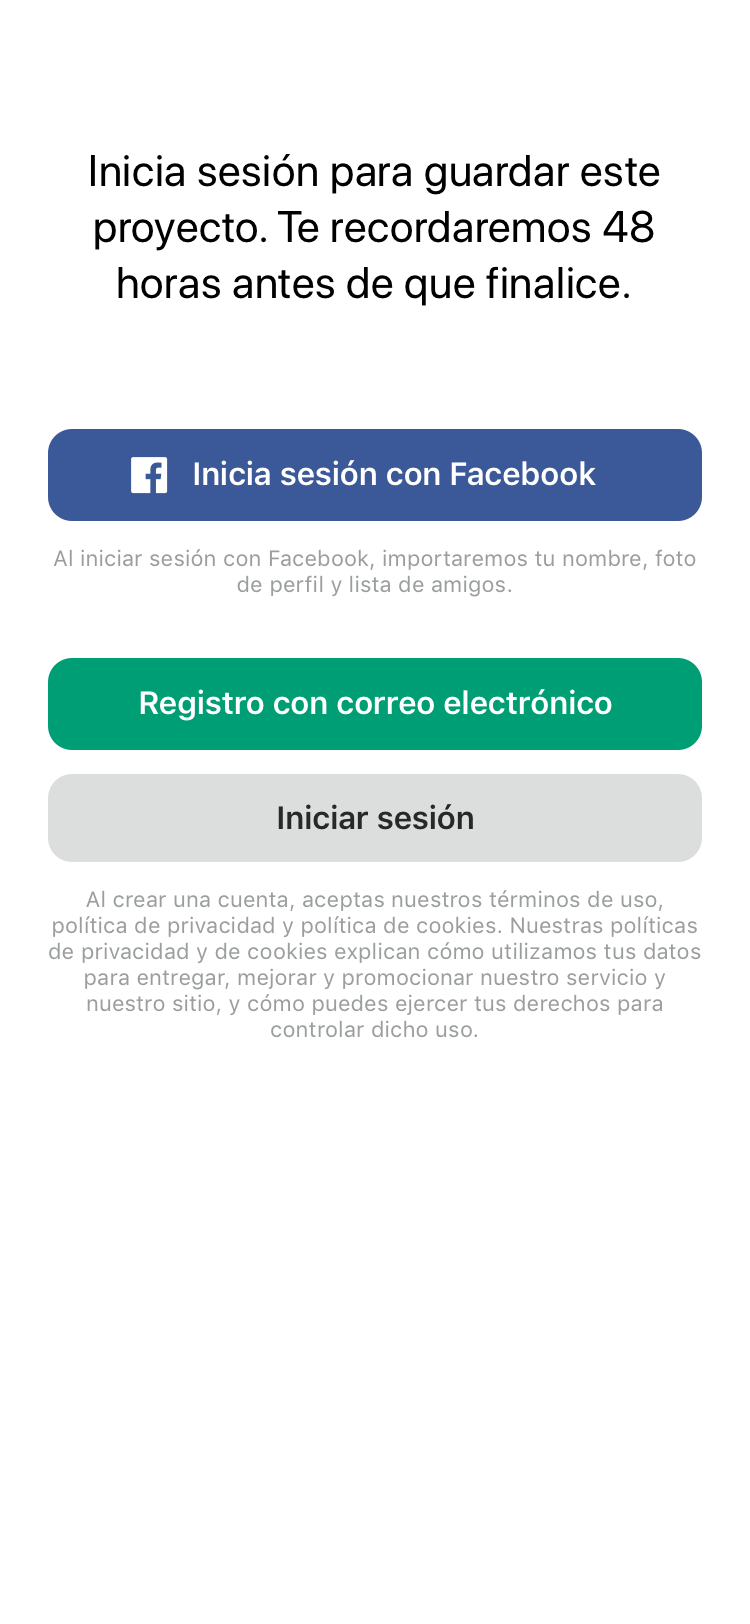 Inicia sesión para guardar este
proyecto. Te recordaremos 48
horas antes de que finalice.
Inicia sesión con Facebook
Al iniciar sesión con Facebook, importaremos tu nombre, foto
de perfil y lista de amigos.
Registro con correo electrónico
Iniciar sesión
Al crear una cuenta, aceptas nuestros términos de uso,
política de privacidad y política de cookies. Nuestras políticas
de privacidad y de cookies explican cómo utilizamos tus datos
para entregar, mejorar y promocionar nuestro servicio y
nuestro sitio, y cómo puedes ejercer tus derechos para
controlar dicho uso.